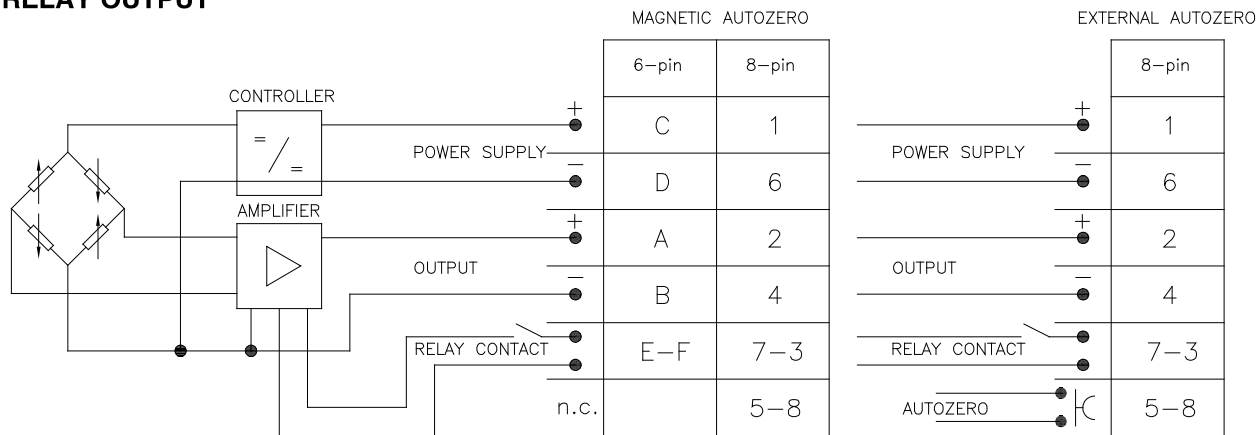 RELAY OUTPUT
MAGNETIC AUTOZERO
EXTERNAL AUTOZERO
6-pin 8-pin 8-pin
CONTROLLER
+ C 1 + 1
= / =
POWER SUPPLY POWER SUPPLY
− D 6 − 6
AMPLIFIER
+ A 2 + 2
OUTPUT OUTPUT
− B 4 − 4
RELAY CONTACT E-F 7-3 RELAY CONTACT 7-3
n.c. 5-8 AUTOZERO 5-8